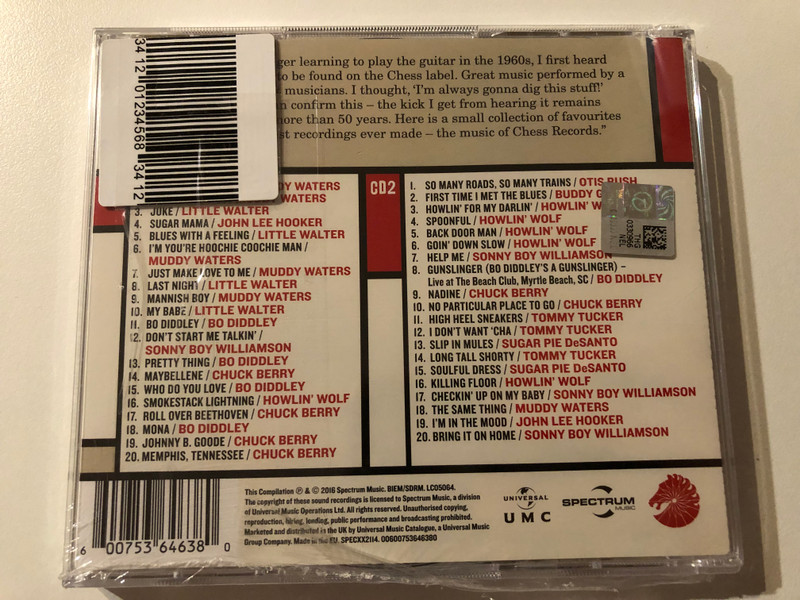 34 12 01234568 34 12
ger learning to play the guitar in the 1960s, I first heard
to be found on the Chess label. Great music performed by a
musicians. I thought, 'I'm always gonna dig this stuff!'
n confirm this – the kick I get from hearing it remains
more than 50 years. Here is a small collection of favourites
st recordings ever made – the music of Chess Records."
DY WATERS
WATERS
3. JUKE / LITTLE WALTER
4. SUGAR MAMA / JOHN LEE HOOKER
5. BLUES WITH A FEELING / LITTLE WALTER
6. I'M YOU'RE HOOCHIE COOCHIE MAN /
MUDDY WATERS
7. JUST MAKE LOVE TO ME / MUDDY WATERS
8. LAST NIGHT / LITTLE WALTER
9. MANNISH BOY / MUDDY WATERS
10. MY BABE / LITTLE WALTER
11. BO DIDDLEY / BO DIDDLEY
12. DON'T START ME TALKIN' /
SONNY BOY WILLIAMSON
13. PRETTY THING / BO DIDDLEY
14. MAYBELLENE / CHUCK BERRY
15. WHO DO YOU LOVE / BO DIDDLEY
16. SMOKESTACK LIGHTNING / HOWLIN' WOLF
17. ROLL OVER BEETHOVEN / CHUCK BERRY
18. MONA / BO DIDDLEY
19. JOHNNY B. GOODE / CHUCK BERRY
20. MEMPHIS, TENNESSEE / CHUCK BERRY
CD2
1. SO MANY ROADS, SO MANY TRAINS / OTIS RUSH
2. FIRST TIME I MET THE BLUES / BUDDY G
3. HOWLIN' FOR MY DARLIN' / HOWLIN' W
4. SPOONFUL / HOWLIN' WOLF
5. BACK DOOR MAN / HOWLIN' WOLF
6. GOIN' DOWN SLOW / HOWLIN' WOLF
7. HELP ME / SONNY BOY WILLIAMSON
8. GUNSLINGER (BO DIDDLEY'S A GUNSLINGER) –
Live at The Beach Club, Myrtle Beach, SC / BO DIDDLEY
9. NADINE / CHUCK BERRY
10. NO PARTICULAR PLACE TO GO / CHUCK BERRY
11. HIGH HEEL SNEAKERS / TOMMY TUCKER
12. I DON'T WANT 'CHA / TOMMY TUCKER
13. SLIP IN MULES / SUGAR PIE DeSANTO
14. LONG TALL SHORTY / TOMMY TUCKER
15. SOULFUL DRESS / SUGAR PIE DeSANTO
16. KILLING FLOOR / HOWLIN' WOLF
17. CHECKIN' UP ON MY BABY / SONNY BOY WILLIAMSON
18. THE SAME THING / MUDDY WATERS
19. I'M IN THE MOOD / JOHN LEE HOOKER
20. BRING IT ON HOME / SONNY BOY WILLIAMSON
THG
0330966
NEL
6 00753 64638 0
This Compilation ℗ & © 2016 Spectrum Music. BIEM/SDRM. LC05064.
The copyright of these sound recordings is licensed to Spectrum Music, a division
of Universal Music Operations Ltd. All rights reserved. Unauthorised copying,
reproduction, hiring, lending, public performance and broadcasting prohibited.
Marketed and distributed in the UK by Universal Music Catalogue, a Universal Music
Group Company. Made in the EU. SPECXX2114. 00600753646380
UNIVERSAL
UMC
SPECTRUM
MUSIC